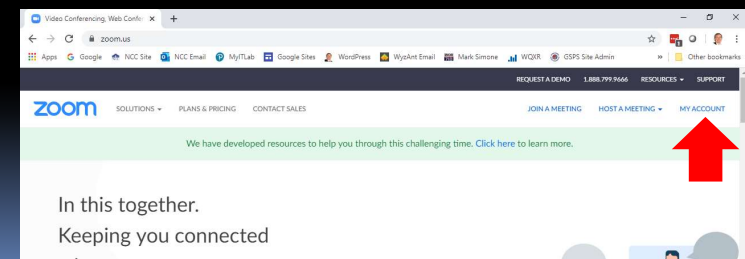 Video Conferencing, Web Confer
zoom.us
Apps Google NCC Site NCC Email MyITLab Google Sites WordPress WyzAnt Email Mark Simone WQXR GSPS Site Admin » Other bookmarks
REQUEST A DEMO 1.888.799.9666 RESOURCES SUPPORT
zoom SOLUTIONS PLANS & PRICING CONTACT SALES JOIN A MEETING HOST A MEETING MY ACCOUNT
We have developed resources to help you through this challenging time. Click here to learn more.
In this together.
Keeping you connected